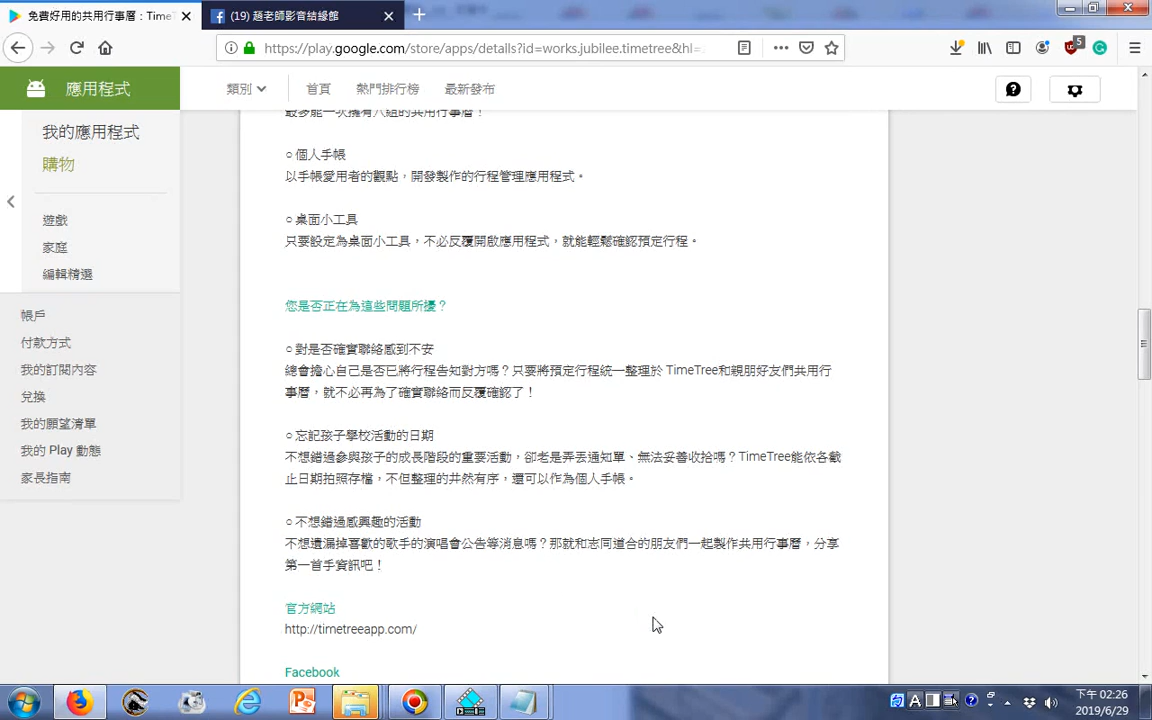 免費好用的共用行事曆：TimeT
(19) 趙老師影音結緣館
https://play.google.com/store/apps/details?id=works.jubilee.timetree&hl=
5
應用程式
類別
首頁
熱門排行榜
最新發布
我的應用程式
購物
遊戲
家庭
編輯精選
帳戶
付款方式
我的訂閱內容
兌換
我的願望清單
我的 Play 動態
家長指南
最多能一次擁有八組的共用行事曆！
○ 個人手帳
以手帳愛用者的觀點，開發製作的行程管理應用程式。
○ 桌面小工具
只要設定為桌面小工具，不必反覆開啟應用程式，就能輕鬆確認預定行程。
您是否正在為這些問題所擾？
○ 對是否確實聯絡感到不安
總會擔心自己是否已將行程告知對方嗎？只要將預定行程統一整理於 TimeTree和親朋好友們共用行
事曆，就不必再為了確實聯絡而反覆確認了！
○ 忘記孩子學校活動的日期
不想錯過參與孩子的成長階段的重要活動，卻老是弄丟通知單、無法妥善收拾嗎？TimeTree能依各截
止日期拍照存檔，不但整理的井然有序，還可以作為個人手帳。
○ 不想錯過感興趣的活動
不想遺漏掉喜歡的歌手的演唱會公告等消息嗎？那就和志同道合的朋友們一起製作共用行事曆，分享
第一首手資訊吧！
官方網站
http://timetreeapp.com/
Facebook
A
下午 02:26
2019/6/29